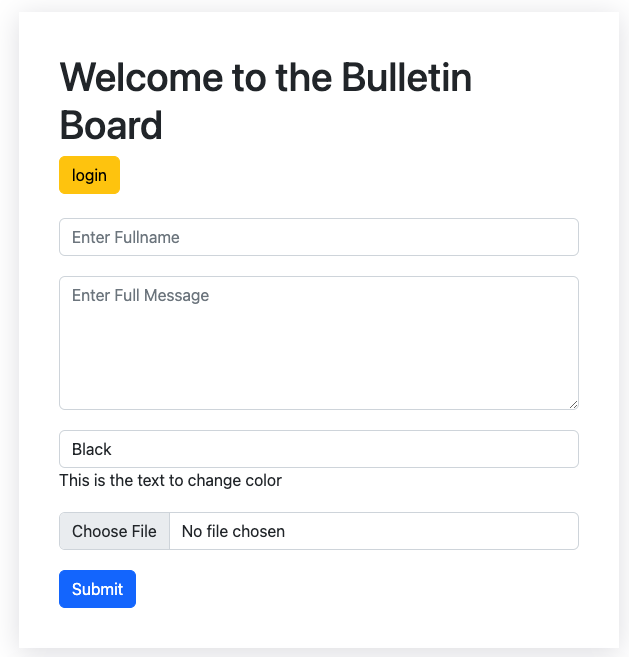 Welcome to the Bulletin
Board
login
Enter Fullname
Enter Full Message
Black
This is the text to change color
Choose File No file chosen
Submit